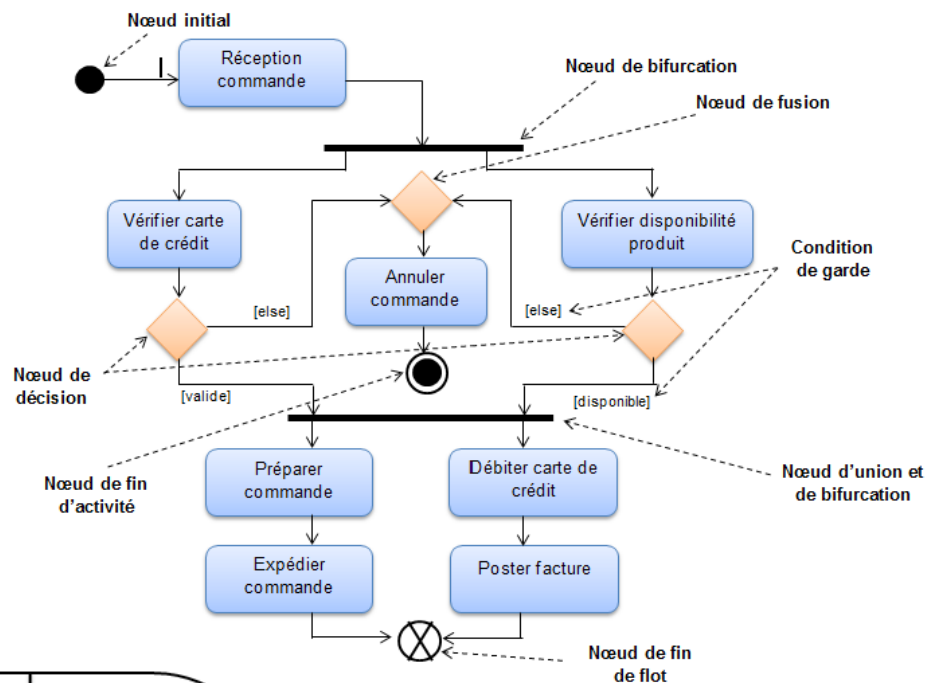 Nœud initial
Réception
commande
Nœud de bifurcation
Nœud de fusion
Vérifier carte
de crédit
Vérifier disponibilité
produit
Condition
de garde
Annuler
commande
[else]
[else]
Nœud de
décision
[valide]
[disponible]
Nœud de fin
d'activité
Préparer
commande
Débiter carte de
crédit
Nœud d'union et
de bifurcation
Expédier
commande
Poster facture
Nœud de fin
de flot